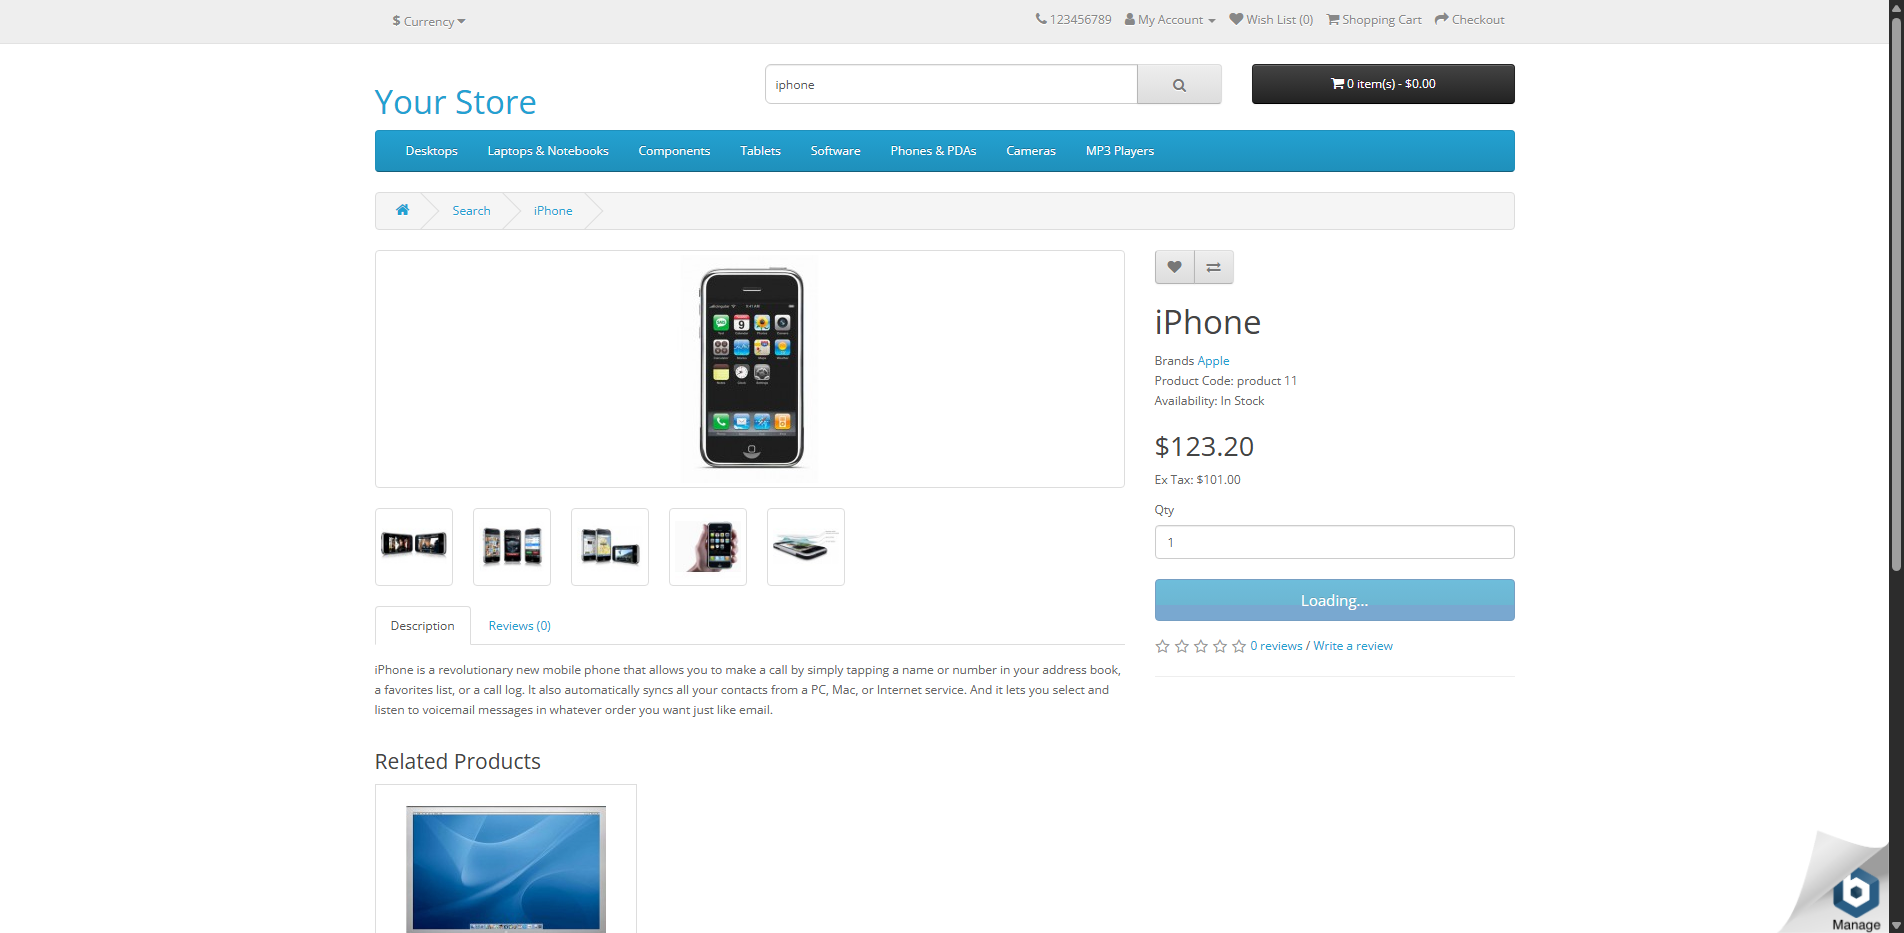 $ Currency
123456789 My Account Wish List (0) Shopping Cart Checkout
Your Store
iphone
0 item(s) - $0.00
Desktops Laptops & Notebooks Components Tablets Software Phones & PDAs Cameras MP3 Players
Search iPhone
iPhone
Brands Apple
Product Code: product 11
Availability: In Stock
$123.20
Ex Tax: $101.00
Qty
1
Loading...
0 reviews / Write a review
Description Reviews (0)
iPhone is a revolutionary new mobile phone that allows you to make a call by simply tapping a name or number in your address book,
a favorites list, or a call log. It also automatically syncs all your contacts from a PC, Mac, or Internet service. And it lets you select and
listen to voicemail messages in whatever order you want just like email.
Related Products
Manage